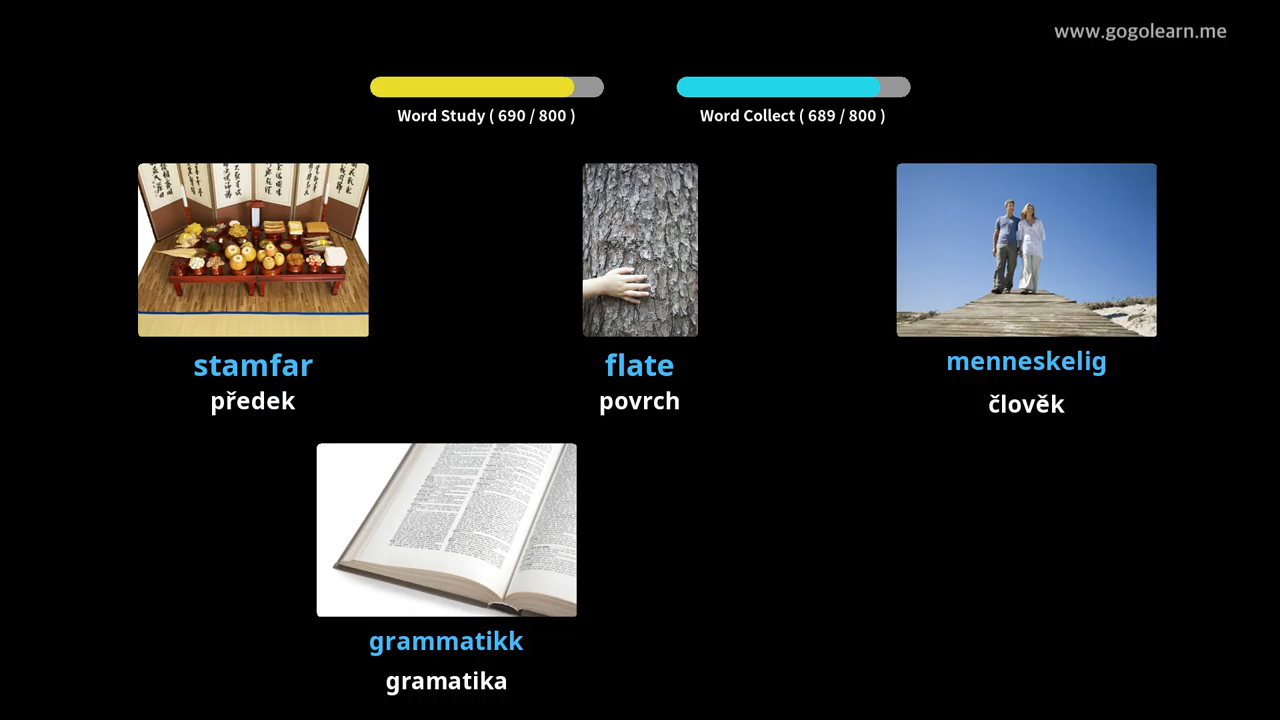 www.gogolearn.me
Word Study ( 690 / 800 )
Word Collect ( 689 / 800 )
stamfar
předek
flate
povrch
menneskelig
člověk
grammatikk
gramatika